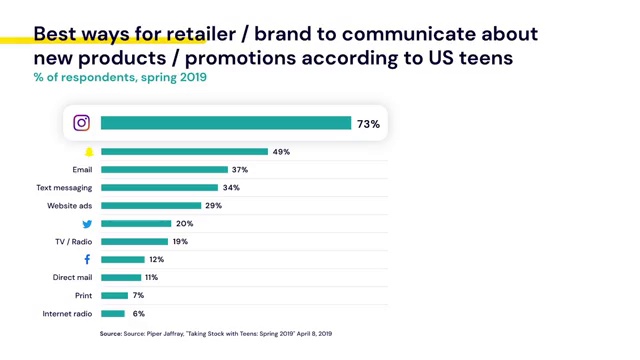 Best ways for retailer / brand to communicate about
new products / promotions according to US teens
% of respondents, spring 2019
73%
49%
Email 37%
Text messaging 34%
Website ads 29%
20%
TV / Radio 19%
12%
Direct mail 11%
Print 7%
Internet radio 6%
Source: Source: Piper Jaffray, "Taking Stock with Teens: Spring 2019" April 8, 2019